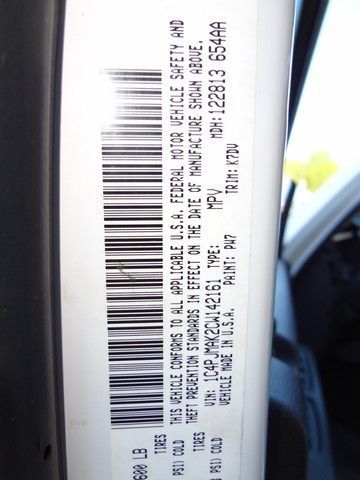 600 LB
TIRES
PSI) COLD
THIS VEHICLE CONFORMS TO ALL APPLICABLE U.S.A. FEDERAL MOTOR VEHICLE SAFETY AND
THEFT PREVENTION STANDARDS IN EFFECT ON THE DATE OF MANUFACTURE SHOWN ABOVE.
TIRES
PSI) COLD
VIN: 1C4PJMAK2CW142161 TYPE: MPV MDH: 122813 654AA
VEHICLE MADE IN U.S.A. PAINT: PW7 TRIM: K7DV